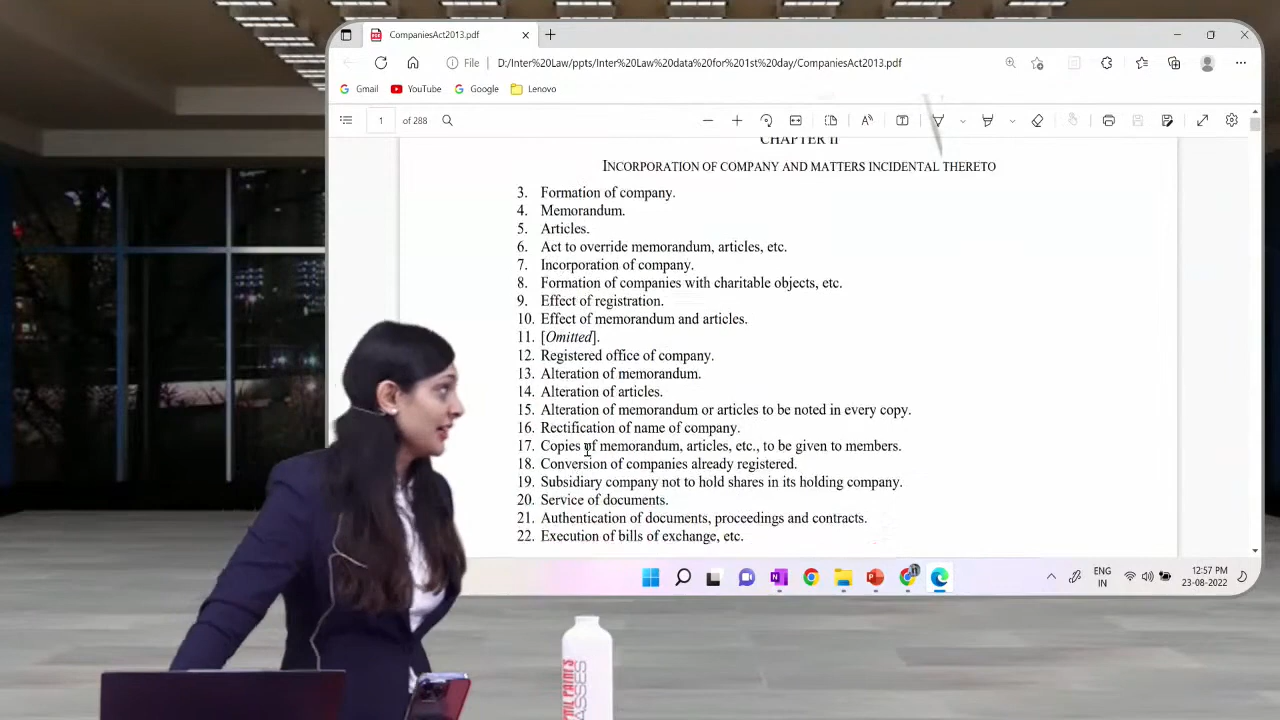 CompaniesAct2013.pdf
File D:/Inter%20Law/ppts/Inter%20Law%20data%20for%201st%20day/CompaniesAct2013.pdf
Gmail YouTube Google Lenovo
1 of 288
CHAPTER II
INCORPORATION OF COMPANY AND MATTERS INCIDENTAL THERETO
3. Formation of company.
4. Memorandum.
5. Articles.
6. Act to override memorandum, articles, etc.
7. Incorporation of company.
8. Formation of companies with charitable objects, etc.
9. Effect of registration.
10. Effect of memorandum and articles.
11. [Omitted].
12. Registered office of company.
13. Alteration of memorandum.
14. Alteration of articles.
15. Alteration of memorandum or articles to be noted in every copy.
16. Rectification of name of company.
17. Copies of memorandum, articles, etc., to be given to members.
18. Conversion of companies already registered.
19. Subsidiary company not to hold shares in its holding company.
20. Service of documents.
21. Authentication of documents, proceedings and contracts.
22. Execution of bills of exchange, etc.
ENG
IN
12:57 PM
23-08-2022